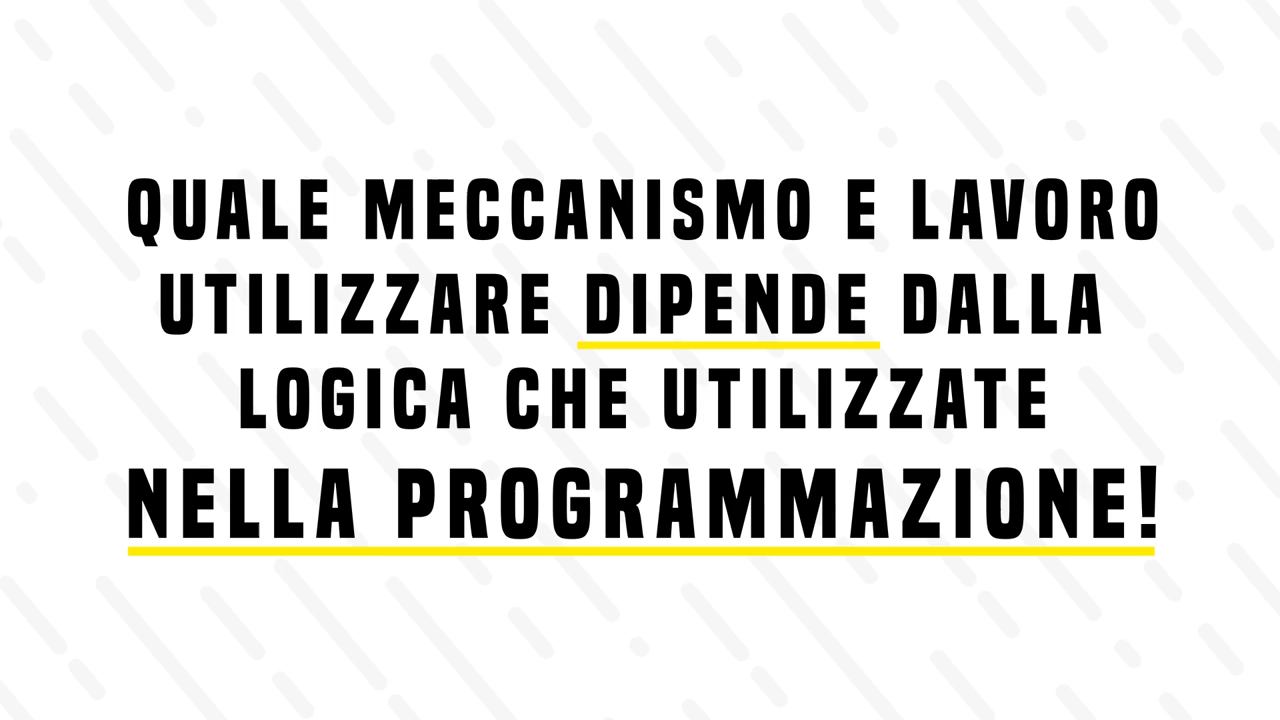 QUALE MECCANISMO E LAVORO
UTILIZZARE DIPENDE DALLA
LOGICA CHE UTILIZZATE
NELLA PROGRAMMAZIONE!